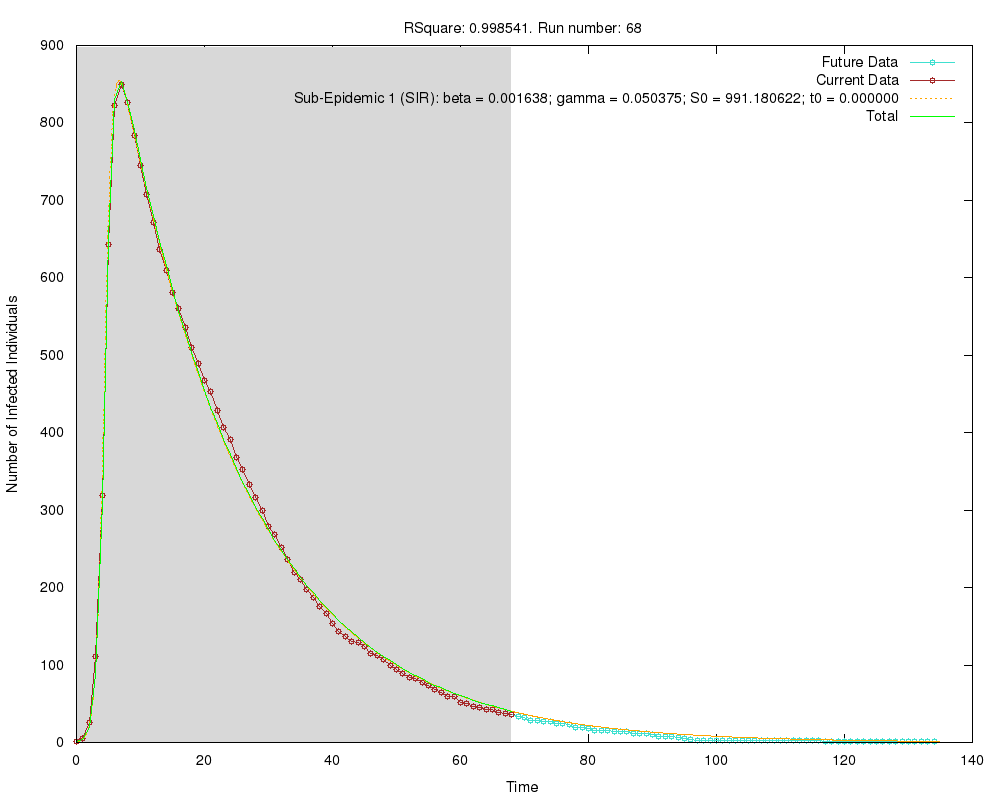 RSquare: 0.998541. Run number: 68
Future Data
Current Data
Sub-Epidemic 1 (SIR): beta = 0.001638; gamma = 0.050375; S0 = 991.180622; t0 = 0.000000
Total
900
800
700
600
500
400
300
200
100
0
Number of Infected Individuals
0 20 40 60 80 100 120 140
Time